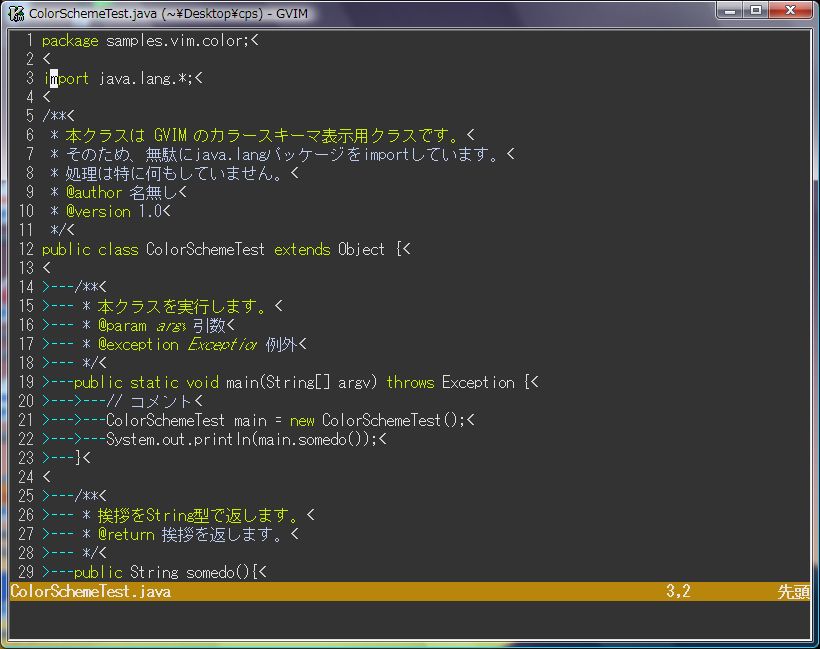 ColorSchemeTest.java (~¥Desktop¥cps) - GVIM
1 package samples.vim.color;<
2 <
3 import java.lang.*;<
4 <
5 /**<
6  * 本クラスは GVIM のカラースキーマ表示用クラスです。<
7  * そのため、無駄にjava.langパッケージをimportしています。<
8  * 処理は特に何もしていません。<
9  * @author 名無し<
10  * @version 1.0<
11  */<
12 public class ColorSchemeTest extends Object {<
13 <
14 >---/**<
15 >--- * 本クラスを実行します。<
16 >--- * @param argv 引数<
17 >--- * @exception Exception 例外<
18 >--- */<
19 >---public static void main(String[] argv) throws Exception {<
20 >--->---// コメント<
21 >--->---ColorSchemeTest main = new ColorSchemeTest();<
22 >--->---System.out.println(main.somedo());<
23 >---}<
24 <
25 >---/**<
26 >--- * 挨拶をString型で返します。<
27 >--- * @return 挨拶を返します。<
28 >--- */<
29 >---public String somedo(){<
ColorSchemeTest.java 3,2 先頭